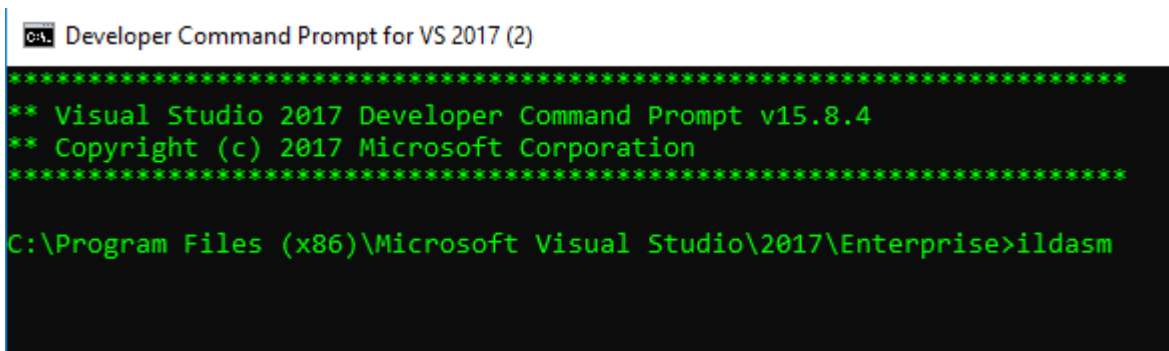 Developer Command Prompt for VS 2017 (2)
**********************************************************************
** Visual Studio 2017 Developer Command Prompt v15.8.4
** Copyright (c) 2017 Microsoft Corporation
**********************************************************************
C:\Program Files (x86)\Microsoft Visual Studio\2017\Enterprise>ildasm